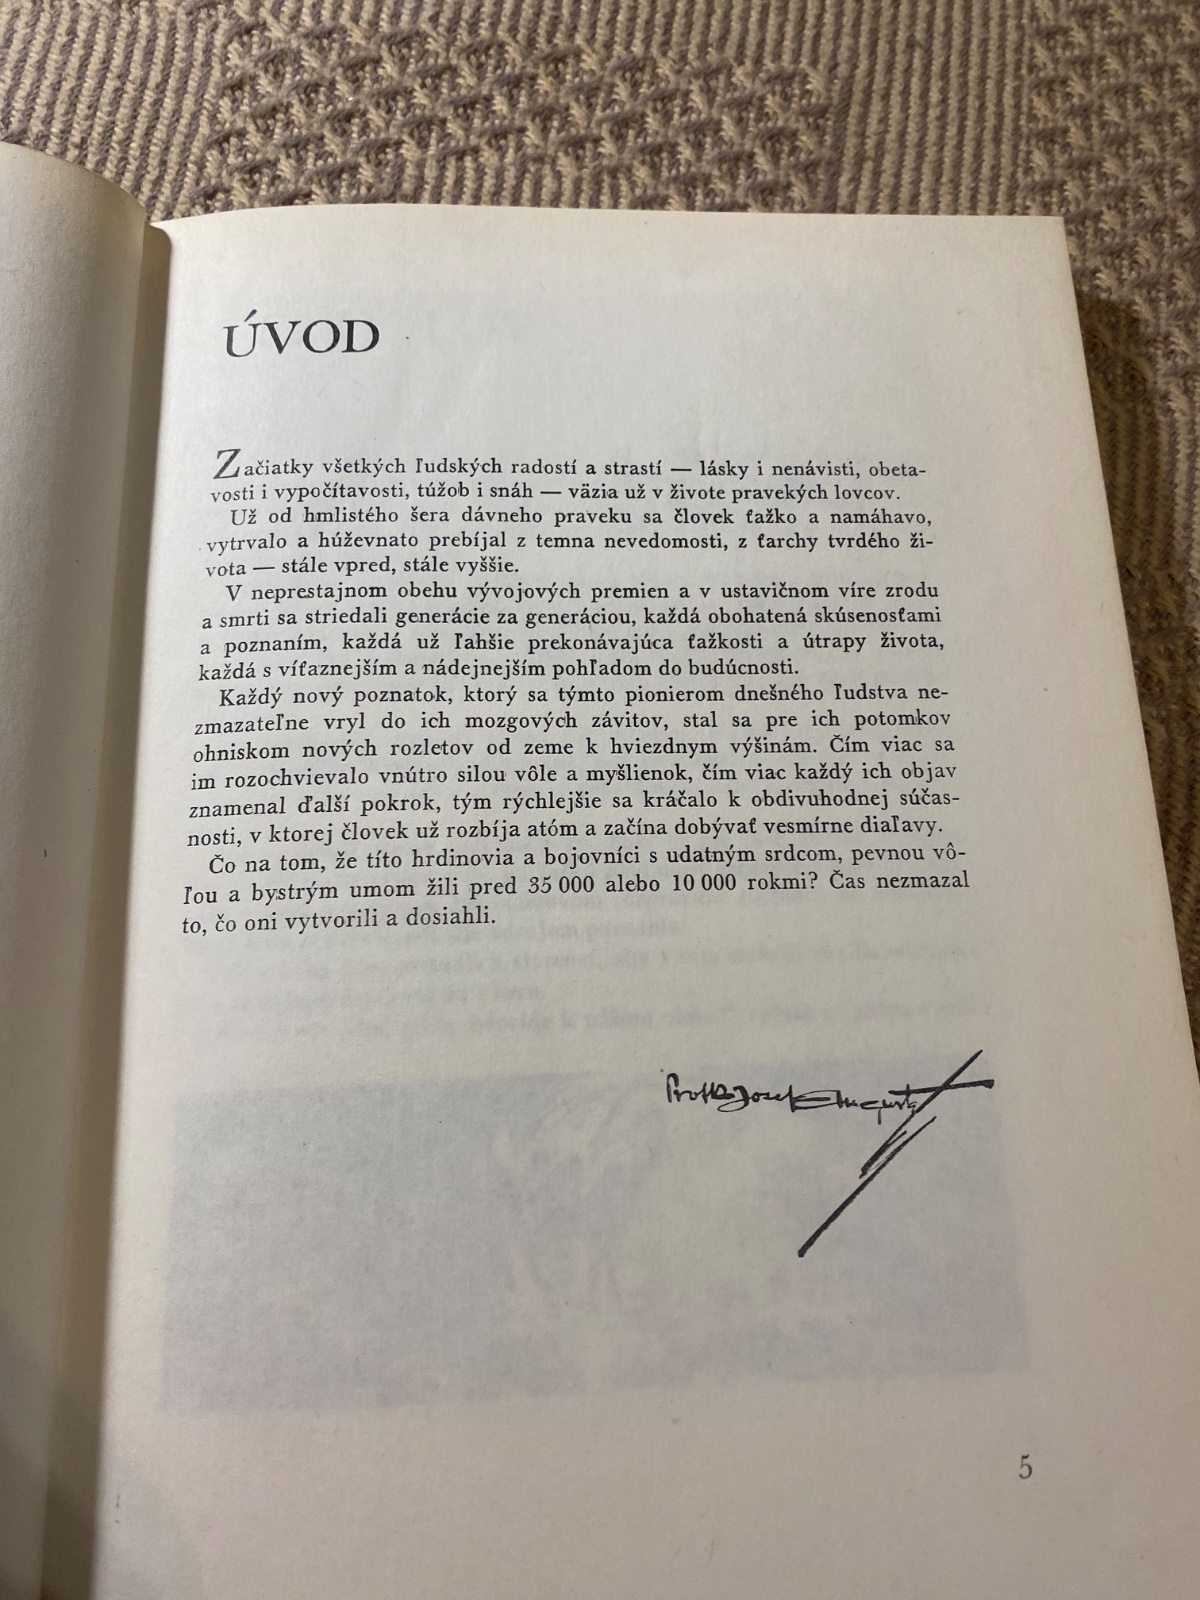 ÚVOD
Začiatky všetkých ľudských radostí a strastí — lásky i nenávisti, obeta-
vosti i vypočítavosti, túžob i snáh — väzia už v živote pravekých lovcov.
Už od hmlistého šera dávneho praveku sa človek ťažko a namáhavo,
vytrvalo a húževnato prebíjal z temna nevedomosti, z ťarchy tvrdého ži-
vota — stále vpred, stále vyššie.
V neprestajnom obehu vývojových premien a v ustavičnom víre zrodu
a smrti sa striedali generácie za generáciou, každá obohatená skúsenosťami
a poznaním, každá už ľahšie prekonávajúca ťažkosti a útrapy života,
každá s víťaznejším a nádejnejším pohľadom do budúcnosti.
Každý nový poznatok, ktorý sa týmto pionierom dnešného ľudstva ne-
zmazateľne vryl do ich mozgových závitov, stal sa pre ich potomkov
ohniskom nových rozletov od zeme k hviezdnym výšinám. Čím viac sa
im rozochvievalo vnútro silou vôle a myšlienok, čím viac každý ich objav
znamenal ďalší pokrok, tým rýchlejšie sa kráčalo k obdivuhodnej súčas-
nosti, v ktorej človek už rozbíja atóm a začína dobývať vesmírne diaľavy.
Čo na tom, že títo hrdinovia a bojovníci s udatným srdcom, pevnou vô-
ľou a bystrým umom žili pred 35 000 alebo 10 000 rokmi? Čas nezmazal
to, čo oni vytvorili a dosiahli.
Josef Augusta
5